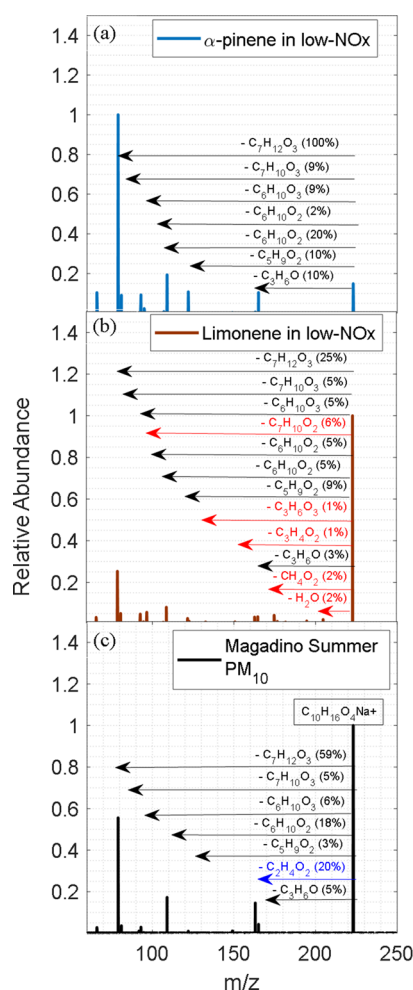 1.4
(a)
α-pinene in low-NOx
1.2
1
0.8
0.6
0.4
0.2
- C₇H₁₂O₃ (100%)
- C₇H₁₀O₃ (9%)
- C₆H₁₀O₃ (9%)
- C₆H₁₀O₂ (2%)
- C₆H₁₀O₂ (20%)
- C₅H₉O₂ (10%)
- C₃H₆O (10%)
1.4
(b)
Limonene in low-NOx
1.2
1
0.8
0.6
0.4
0.2
- C₇H₁₂O₃ (25%)
- C₇H₁₀O₃ (5%)
- C₆H₁₀O₃ (5%)
- C₇H₁₀O₂ (6%)
- C₆H₁₀O₂ (5%)
- C₆H₁₀O₂ (5%)
- C₅H₉O₂ (9%)
- C₃H₆O₃ (1%)
- C₃H₄O₂ (1%)
- C₃H₆O (3%)
- CH₄O₂ (2%)
- H₂O (2%)
Relative Abundance
1.4
(c)
Magadino Summer
PM₁₀
1.2
1
0.8
0.6
0.4
0.2
C₁₀H₁₆O₄Na+
- C₇H₁₂O₃ (59%)
- C₇H₁₀O₃ (5%)
- C₆H₁₀O₃ (6%)
- C₆H₁₀O₂ (18%)
- C₅H₉O₂ (3%)
- C₂H₄O₂ (20%)
- C₃H₆O (5%)
100
150
200
250
m/z